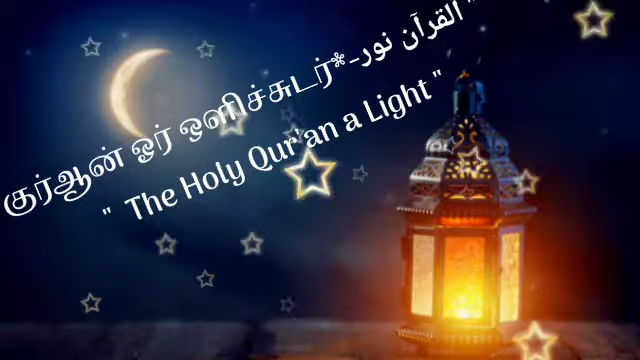 குர்ஆன் ஓர் ஒளிச்சுடர்*-القرآن نور "
" The Holy Qur'an a Light "